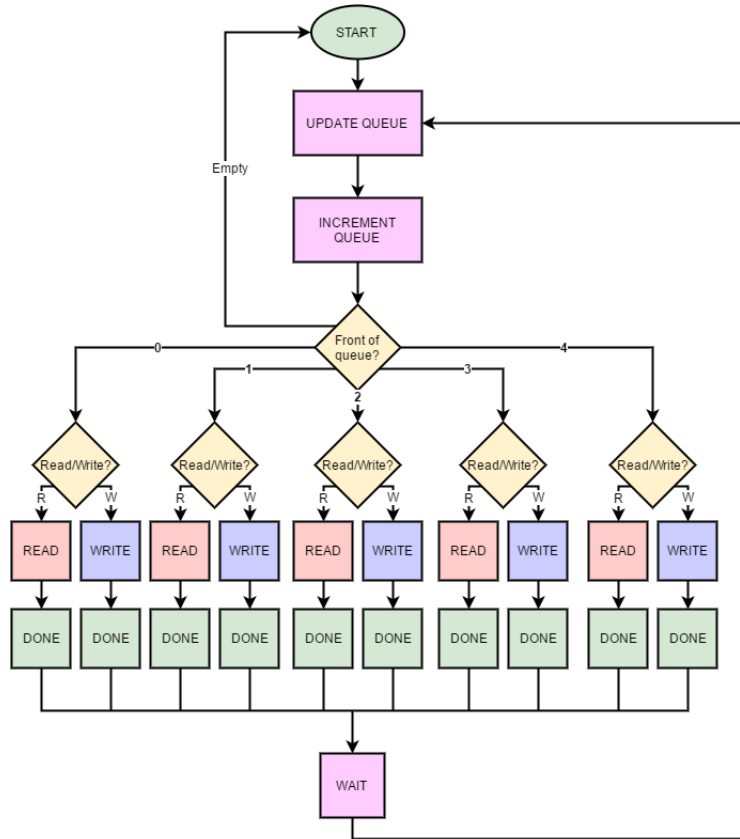 START
UPDATE QUEUE
Empty
INCREMENT
QUEUE
Front of
queue?
0
4
1
3
2
Read/Write?
Read/Write?
Read/Write?
Read/Write?
Read/Write?
R
W
R
W
R
W
R
W
R
W
READ
WRITE
READ
WRITE
READ
WRITE
READ
WRITE
READ
WRITE
DONE
DONE
DONE
DONE
DONE
DONE
DONE
DONE
DONE
DONE
WAIT